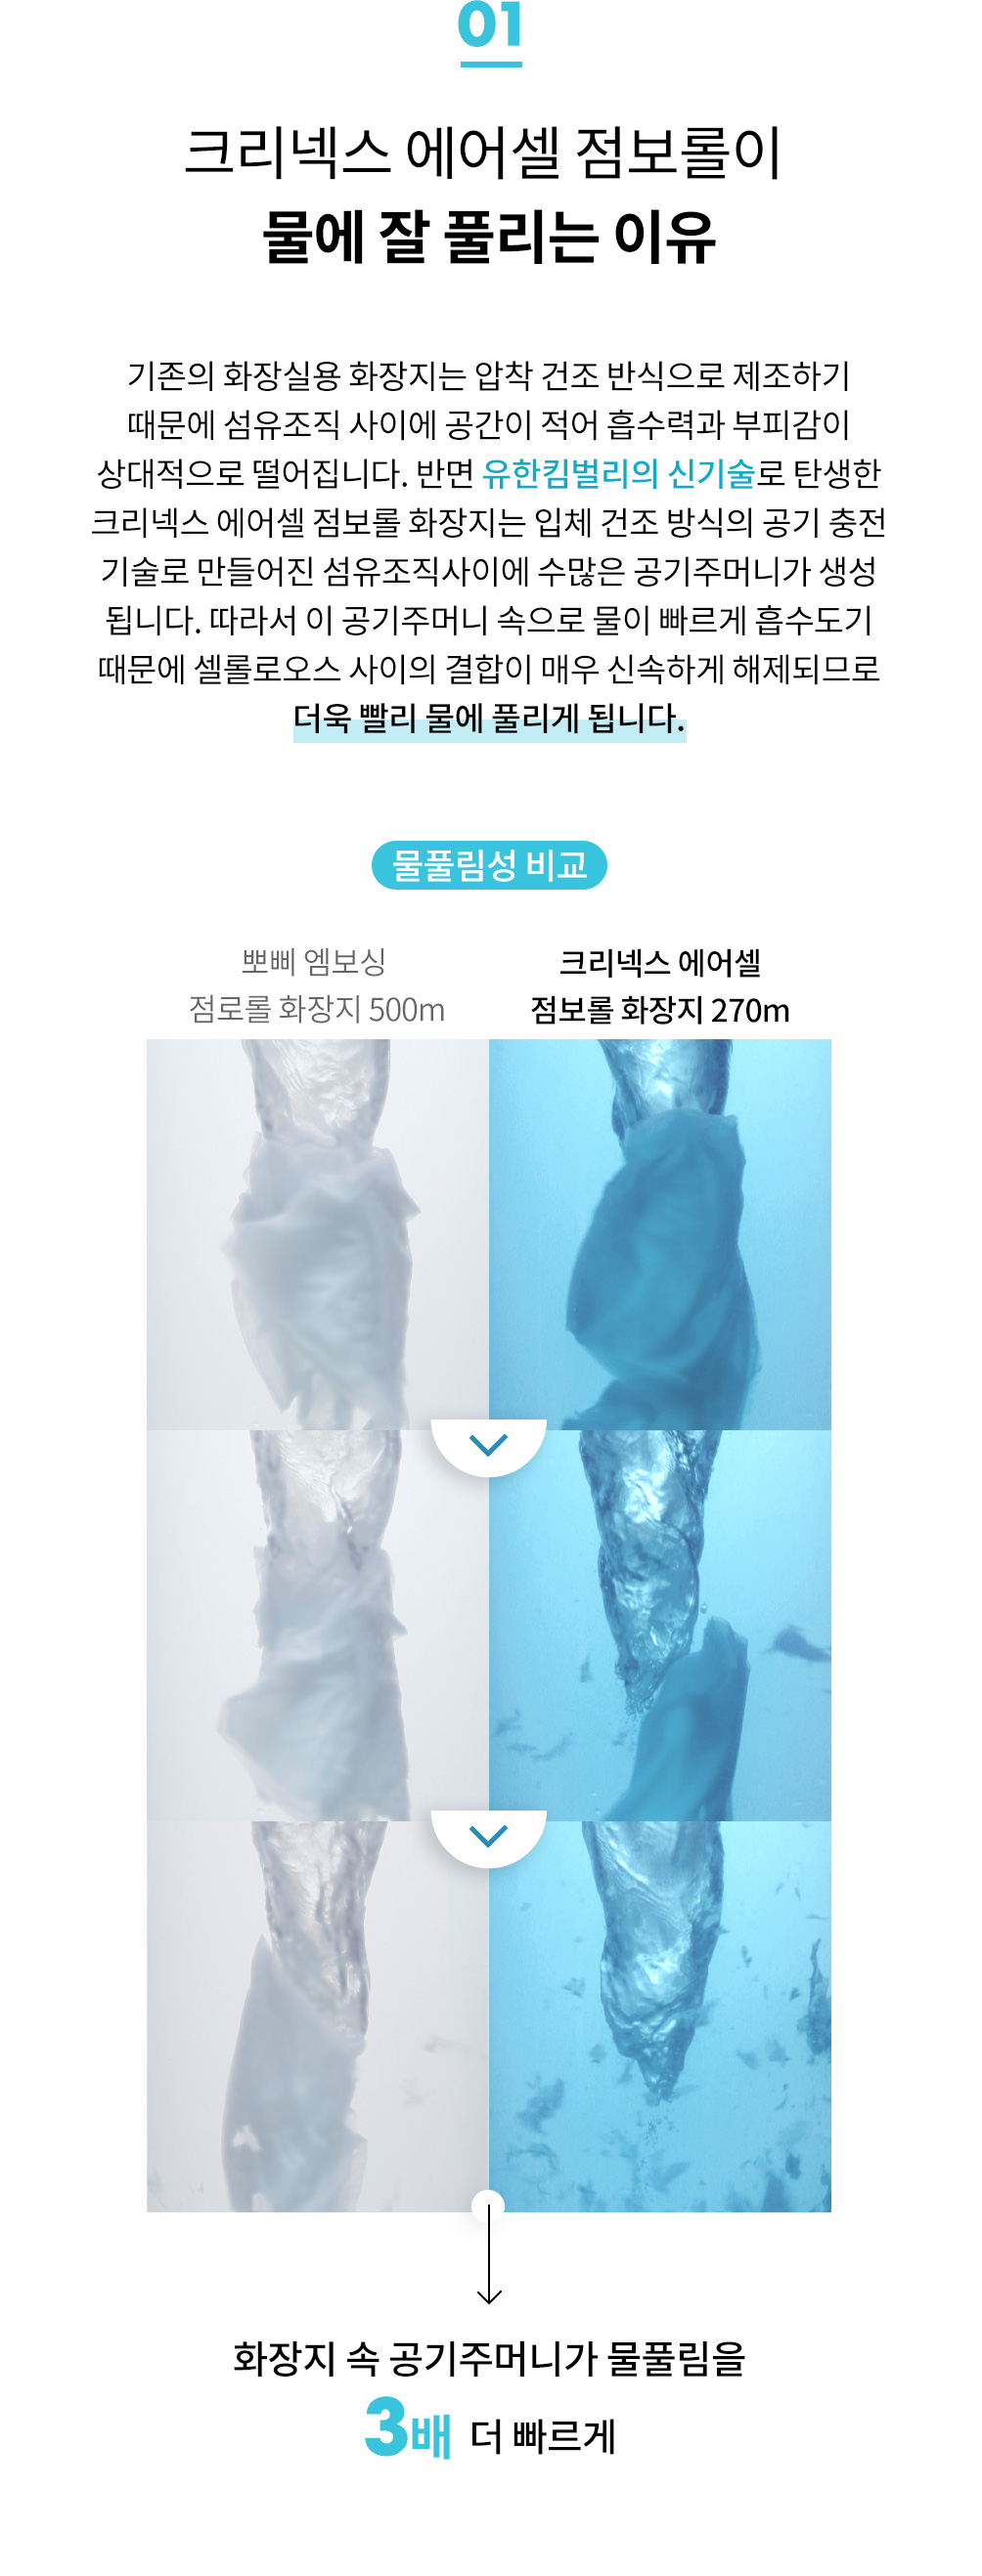 01
크리넥스 에어셀 점보롤이
물에 잘 풀리는 이유
기존의 화장실용 화장지는 압착 건조 반식으로 제조하기
때문에 섬유조직 사이에 공간이 적어 흡수력과 부피감이
상대적으로 떨어집니다. 반면 유한킴벌리의 신기술로 탄생한
크리넥스 에어셀 점보롤 화장지는 입체 건조 방식의 공기 충전
기술로 만들어진 섬유조직사이에 수많은 공기주머니가 생성
됩니다. 따라서 이 공기주머니 속으로 물이 빠르게 흡수도기
때문에 셀롤로오스 사이의 결합이 매우 신속하게 해제되므로
더욱 빨리 물에 풀리게 됩니다.
물풀림성 비교
뽀삐 엠보싱
점로롤 화장지 500m
크리넥스 에어셀
점보롤 화장지 270m
화장지 속 공기주머니가 물풀림을
3배 더 빠르게